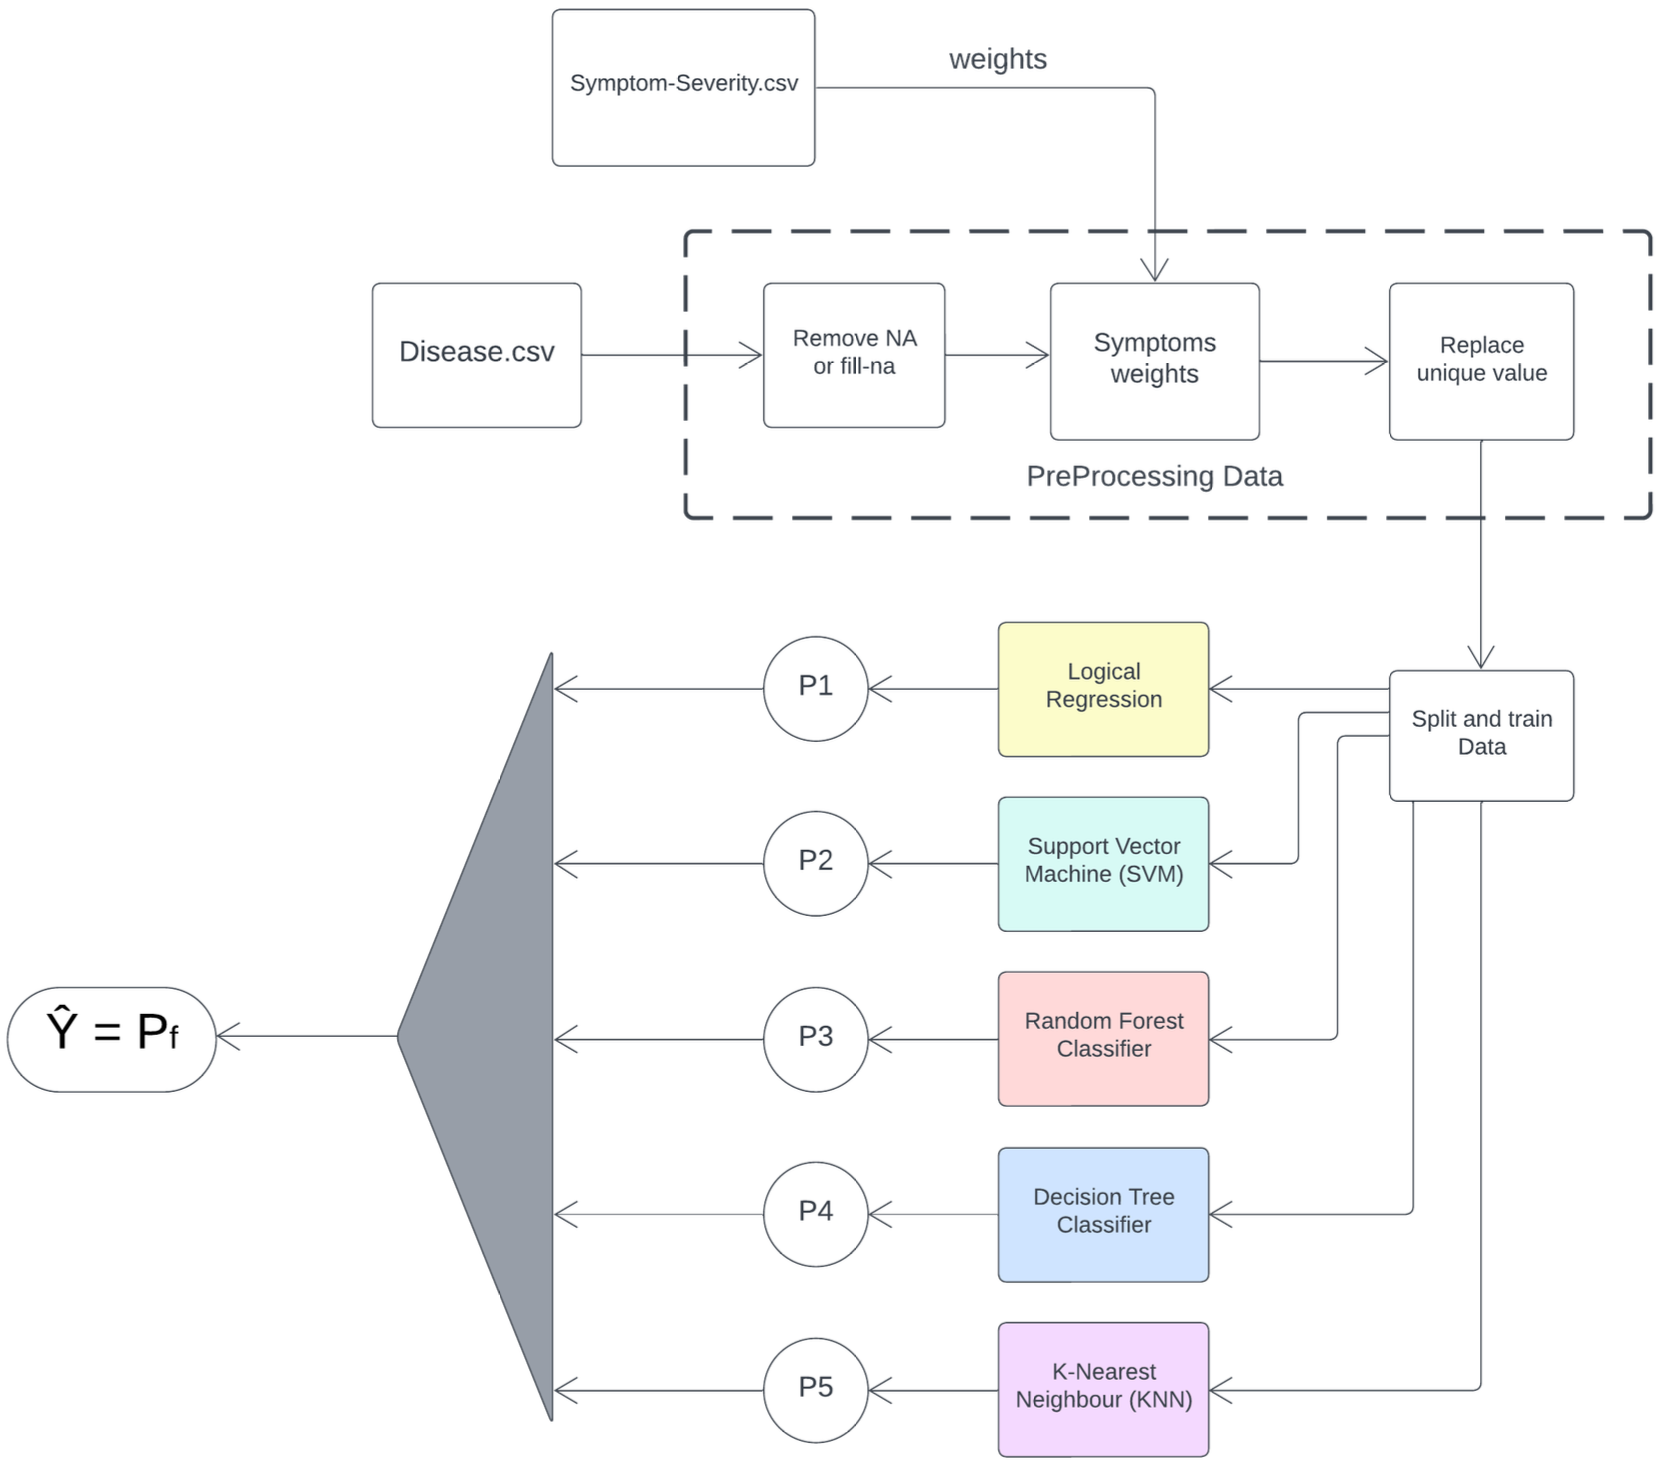 Symptom-Severity.csv
weights
Disease.csv
Remove NA
or fill-na
Symptoms
weights
Replace
unique value
PreProcessing Data
P1
Logical
Regression
Split and train
Data
P2
Support Vector
Machine (SVM)
Ŷ = Pf
P3
Random Forest
Classifier
P4
Decision Tree
Classifier
P5
K-Nearest
Neighbour (KNN)